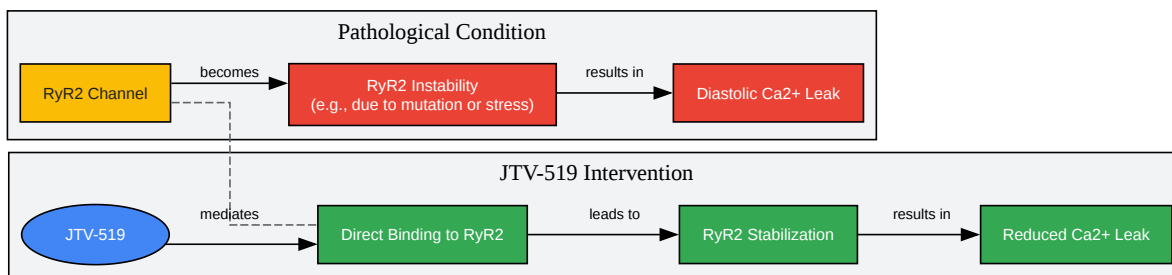 Pathological Condition
RyR2 Channel
becomes
RyR2 Instability
(e.g., due to mutation or stress)
results in
Diastolic Ca2+ Leak
JTV-519 Intervention
JTV-519
mediates
Direct Binding to RyR2
leads to
RyR2 Stabilization
results in
Reduced Ca2+ Leak